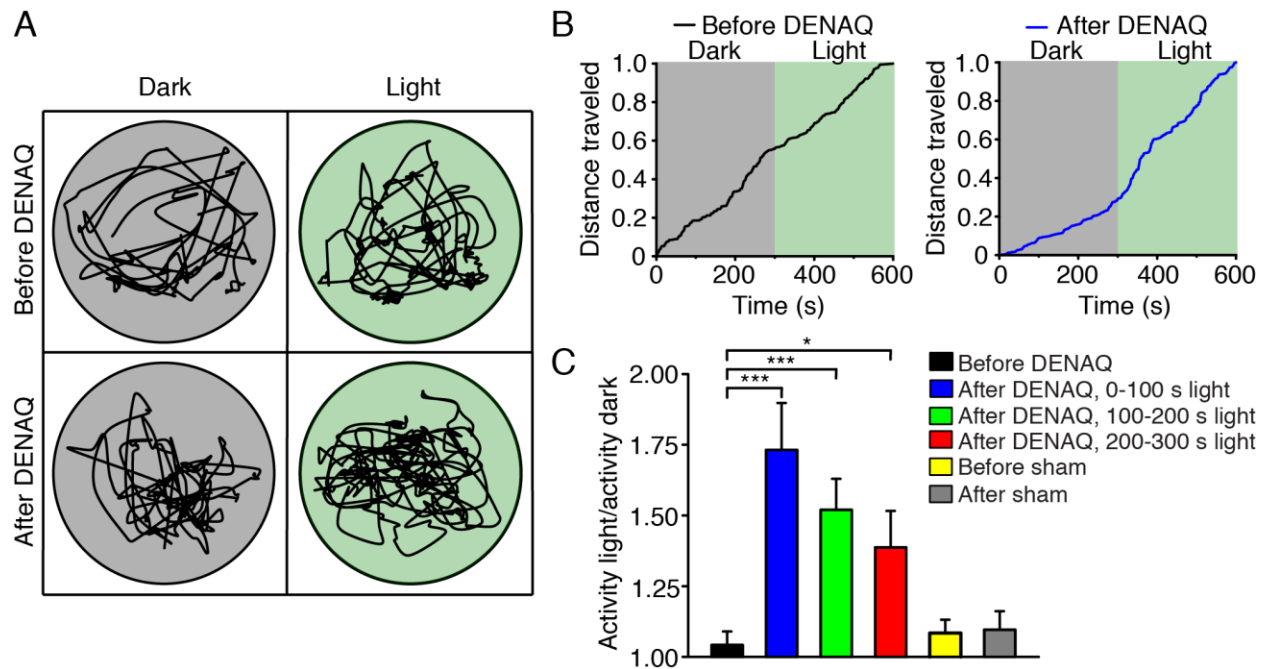 A
Dark Light
Before DENAQ
After DENAQ
B
Before DENAQ
Dark Light
1.0
0.8
0.6
0.4
0.2
0
Distance traveled
0 200 400 600
Time (s)
After DENAQ
Dark Light
1.0
0.8
0.6
0.4
0.2
0
Distance traveled
0 200 400 600
Time (s)
C
*
***
***
2.00
1.75
1.50
1.25
1.00
Activity light/activity dark
Before DENAQ
After DENAQ, 0-100 s light
After DENAQ, 100-200 s light
After DENAQ, 200-300 s light
Before sham
After sham